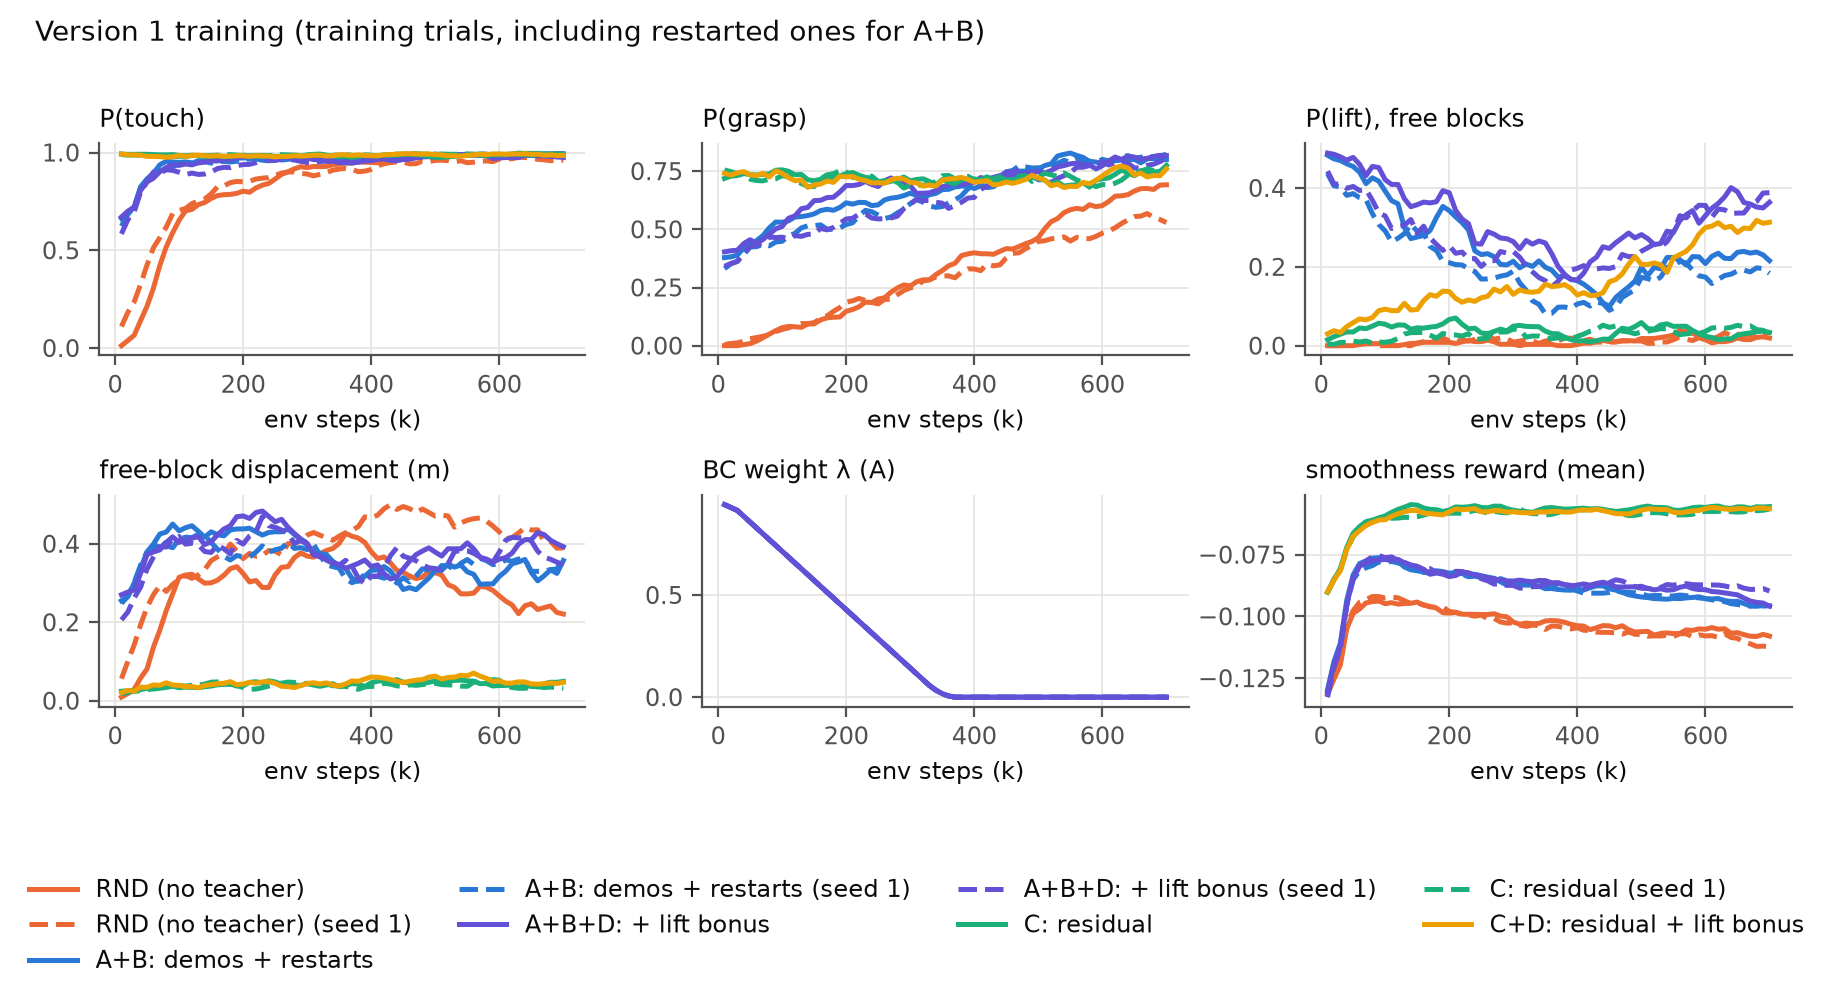 Version 1 training (training trials, including restarted ones for A+B)
P(touch)
1.0
0.5
0.0
0 200 400 600
env steps (k)
P(grasp)
0.75
0.50
0.25
0.00
0 200 400 600
env steps (k)
P(lift), free blocks
0.4
0.2
0.0
0 200 400 600
env steps (k)
free-block displacement (m)
0.4
0.2
0.0
0 200 400 600
env steps (k)
BC weight λ (A)
0.5
0.0
0 200 400 600
env steps (k)
smoothness reward (mean)
−0.075
−0.100
−0.125
0 200 400 600
env steps (k)
RND (no teacher)
RND (no teacher) (seed 1)
A+B: demos + restarts
A+B: demos + restarts (seed 1)
A+B+D: + lift bonus
A+B+D: + lift bonus (seed 1)
C: residual
C: residual (seed 1)
C+D: residual + lift bonus